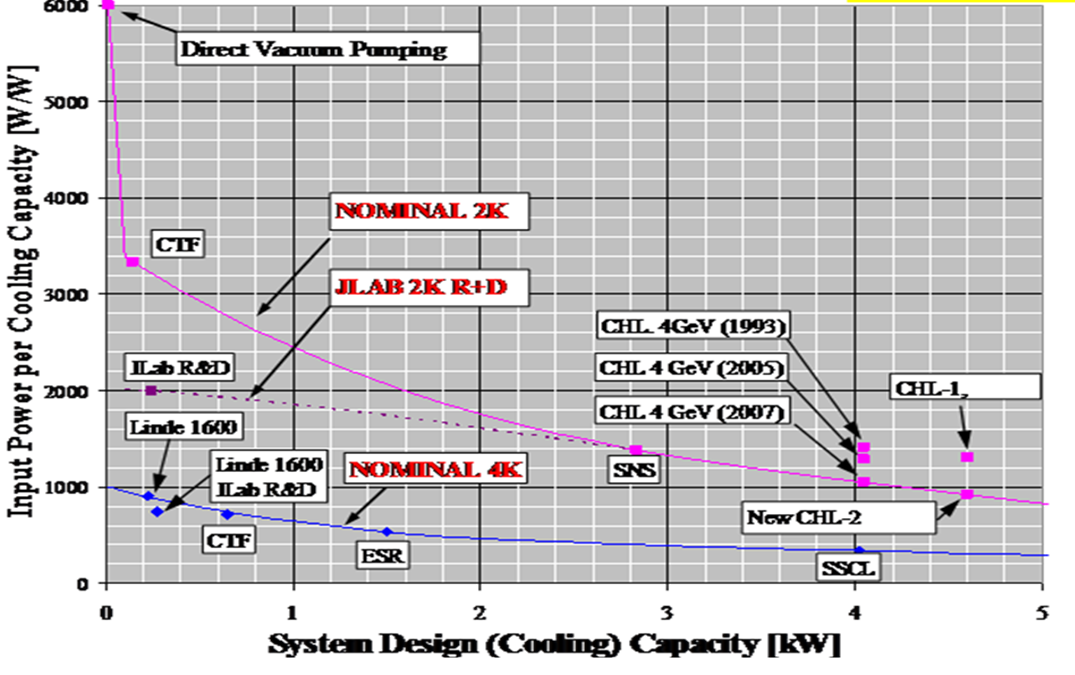 6000
Direct Vacuum Pumping
5000
4000
NOMINAL 2K
CTF
3000
JLAB 2K R+D
CHL 4GeV (1993)
JLab R&D
CHL 4 GeV (2005)
2000
CHL-1,
CHL 4 GeV (2007)
Linde 1600
Linde 1600
JLab R&D
NOMINAL 4K
SNS
1000
New CHL-2
CTF
ESR
SSCL
0
0 1 2 3 4 5
System Design (Cooling) Capacity [kW]
Input Power per Cooling Capacity [W/W]